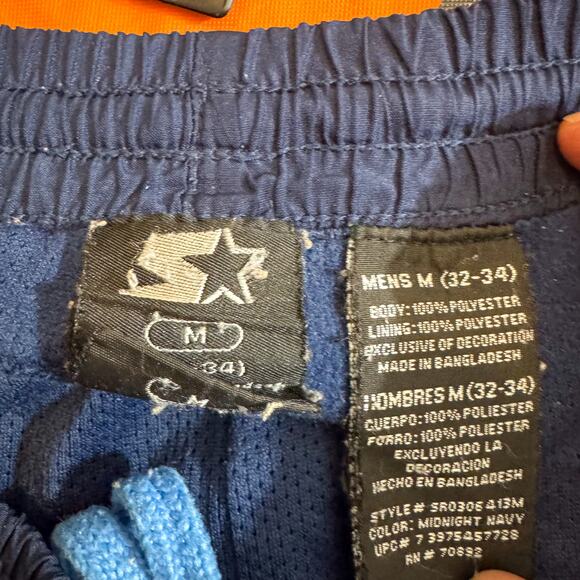 M
-34)
MENS M (32-34)
BODY: 100% POLYESTER
LINING: 100% POLYESTER
EXCLUSIVE OF DECORATION
MADE IN BANGLADESH
HOMBRES M (32-34)
CUERPO: 100% POLIESTER
FORRO: 100% POLIESTER
EXCLUYENDO LA
DECORACION
HECHO EN BANGLADESH
STYLE# SR0306413M
COLOR: MIDNIGHT NAVY
UPC# 7 3975457728
RN# 70892